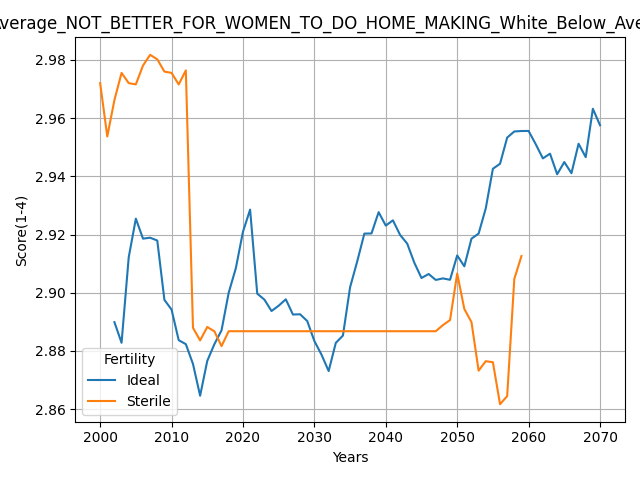 Average_NOT_BETTER_FOR_WOMEN_TO_DO_HOME_MAKING_White_Below_Ave
2.98
2.96
2.94
2.92
2.90
2.88
2.86
Score(1-4)
Fertility
Ideal
Sterile
2000 2010 2020 2030 2040 2050 2060 2070
Years